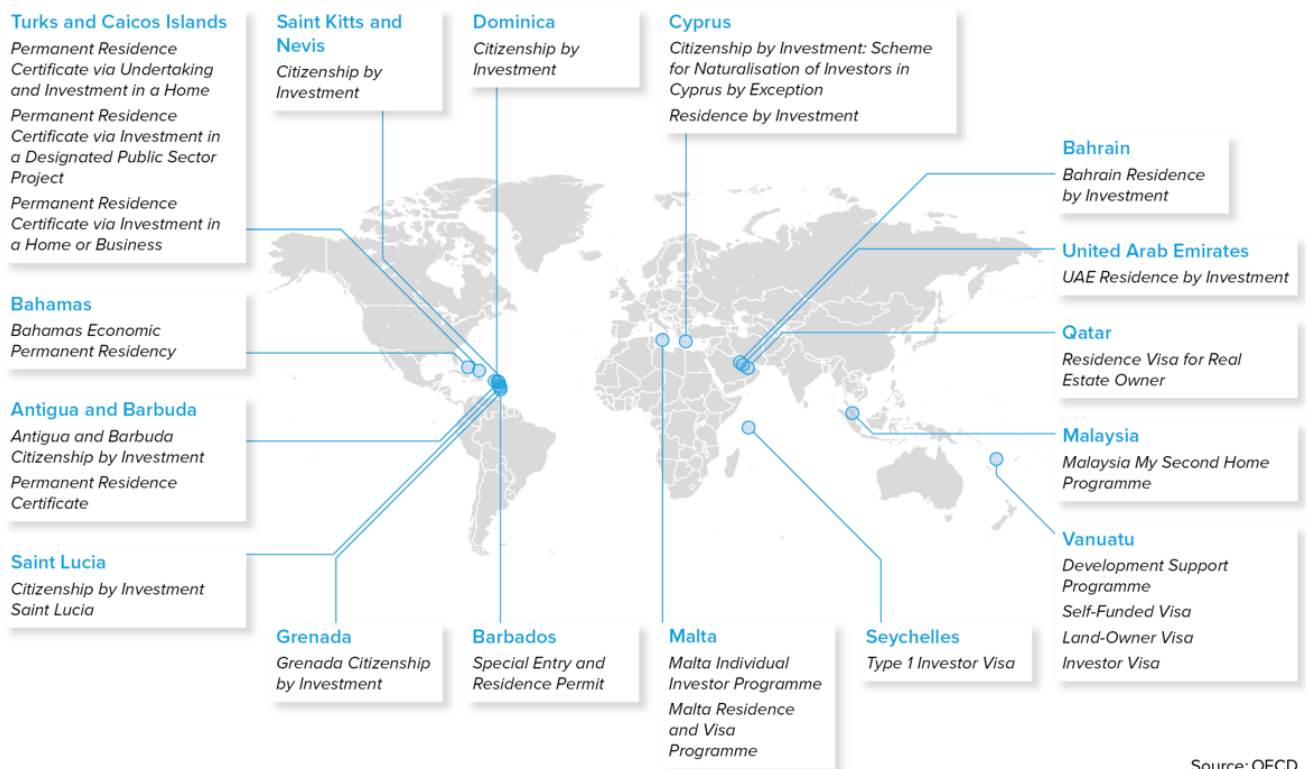 Turks and Caicos Islands
Permanent Residence
Certificate via Undertaking
and Investment in a Home
Permanent Residence
Certificate via Investment in
a Designated Public Sector
Project
Permanent Residence
Certificate via Investment in
a Home or Business
Saint Kitts and
Nevis
Citizenship by
Investment
Dominica
Citizenship by
Investment
Cyprus
Citizenship by Investment: Scheme
for Naturalisation of Investors in
Cyprus by Exception
Residence by Investment
Bahrain
Bahrain Residence
by Investment
United Arab Emirates
UAE Residence by Investment
Bahamas
Bahamas Economic
Permanent Residency
Qatar
Residence Visa for Real
Estate Owner
Antigua and Barbuda
Antigua and Barbuda
Citizenship by Investment
Permanent Residence
Certificate
Malaysia
Malaysia My Second Home
Programme
Saint Lucia
Citizenship by Investment
Saint Lucia
Vanuatu
Development Support
Programme
Self-Funded Visa
Land-Owner Visa
Investor Visa
Grenada
Grenada Citizenship
by Investment
Barbados
Special Entry and
Residence Permit
Malta
Malta Individual
Investor Programme
Malta Residence
and Visa
Programme
Seychelles
Type 1 Investor Visa
Source: OECD